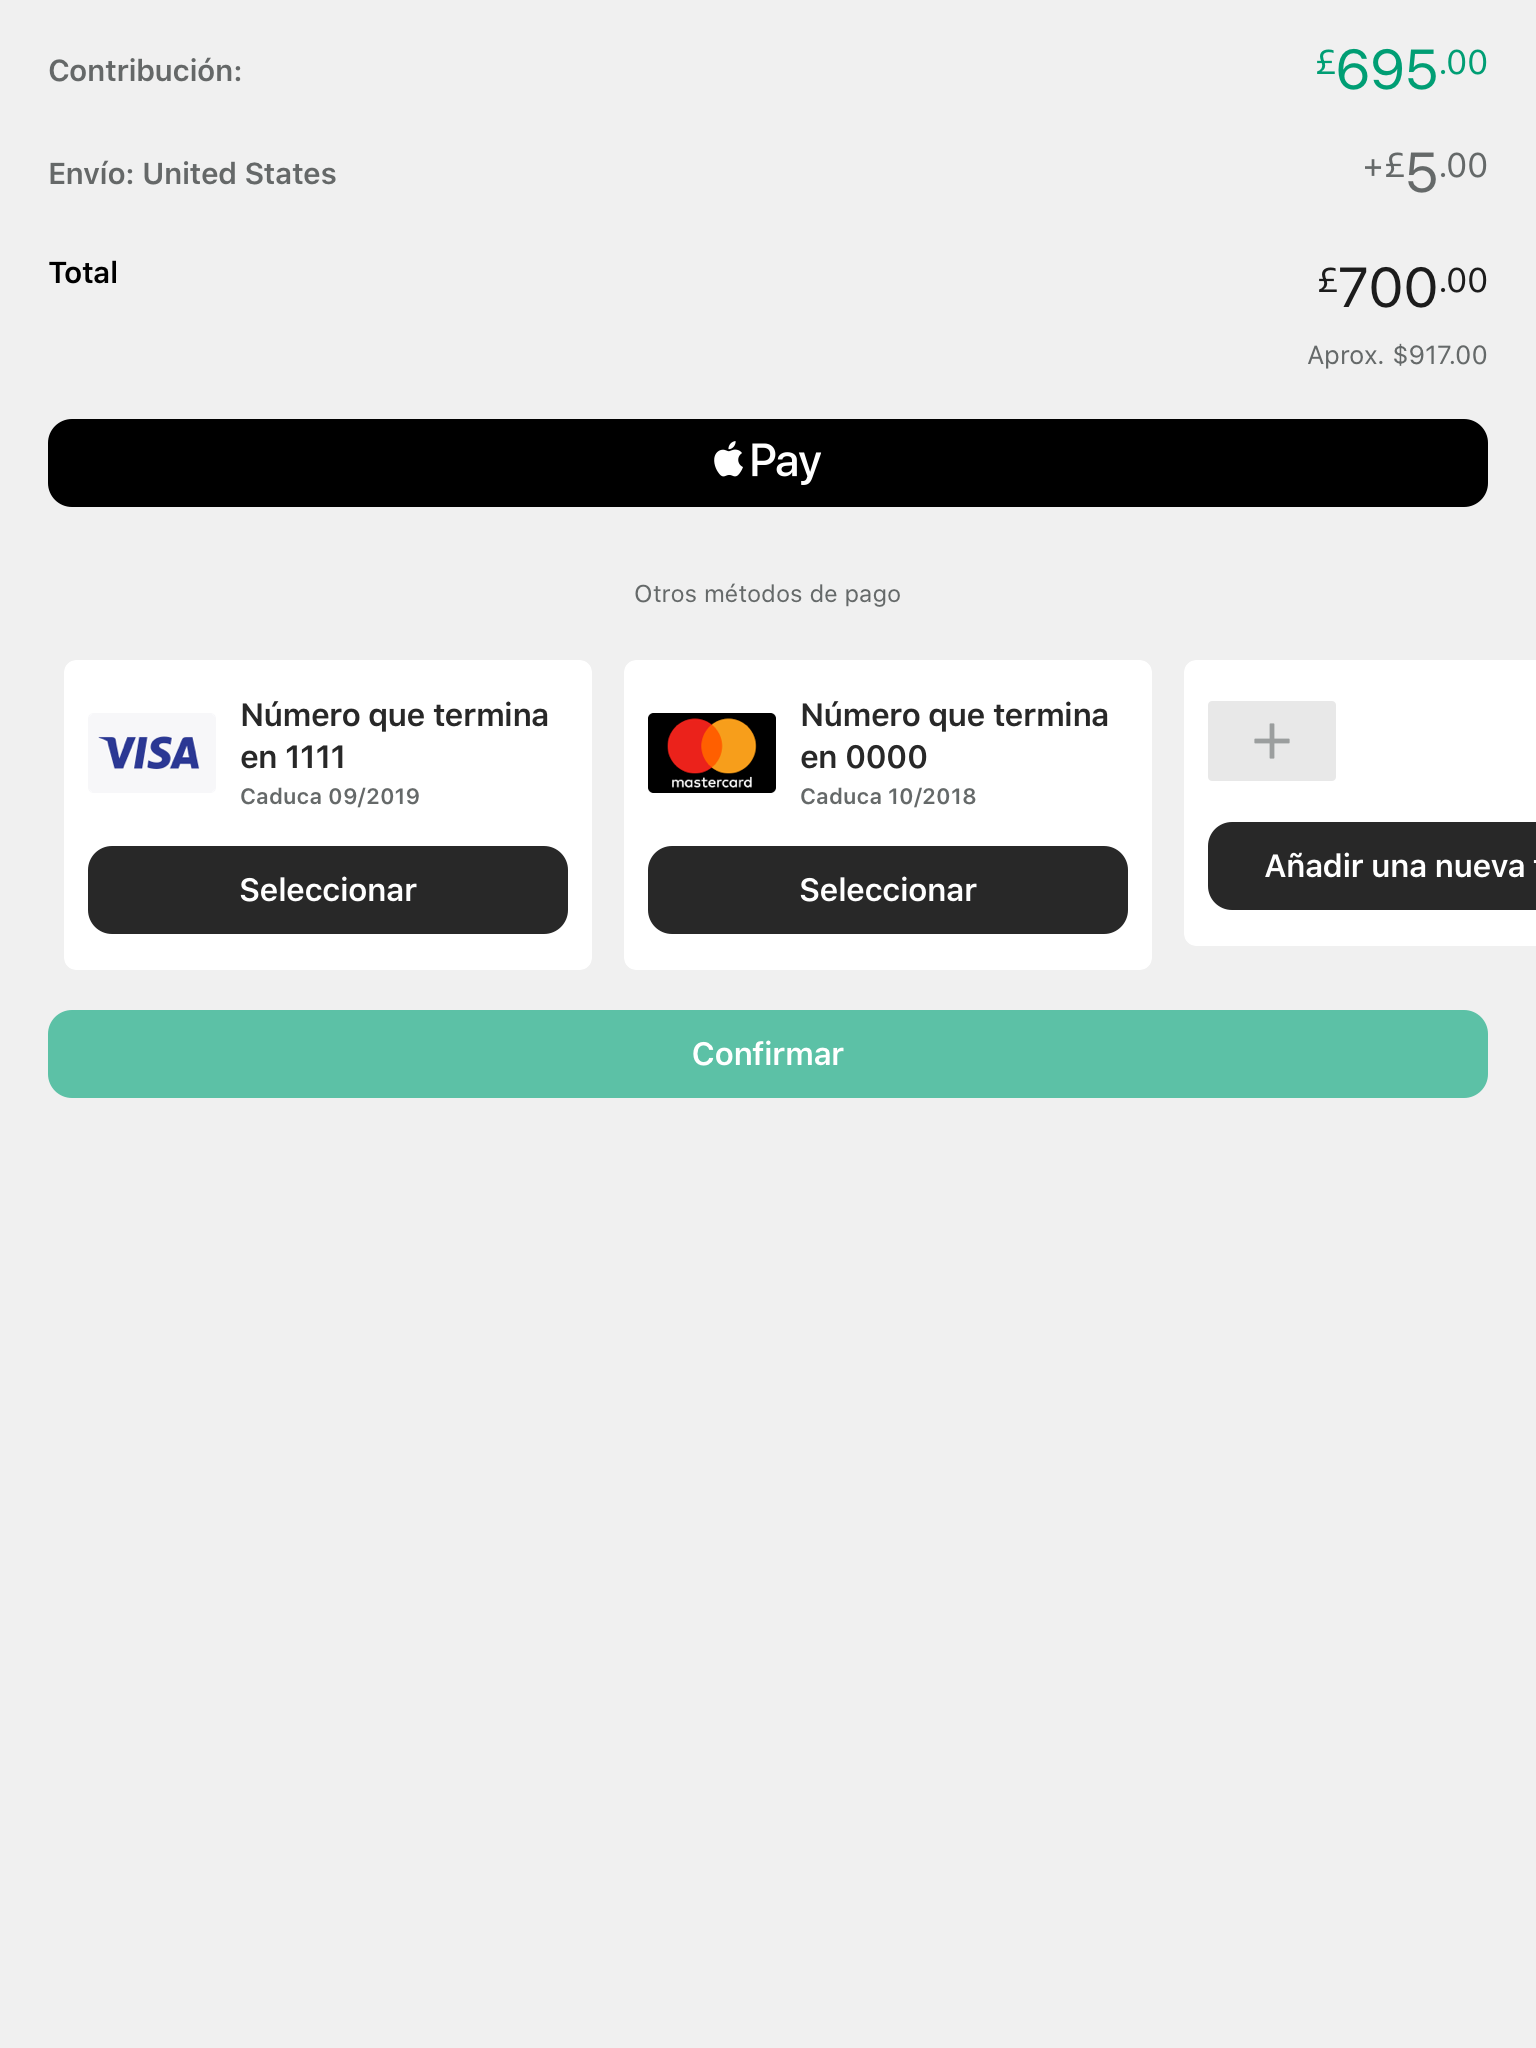 Contribución:
£695.00
Envío: United States
+£5.00
Total
£700.00
Aprox. $917.00
Pay
Otros métodos de pago
VISA
Número que termina
en 1111
Caduca 09/2019
Seleccionar
mastercard
Número que termina
en 0000
Caduca 10/2018
Seleccionar
Añadir una nueva
Confirmar